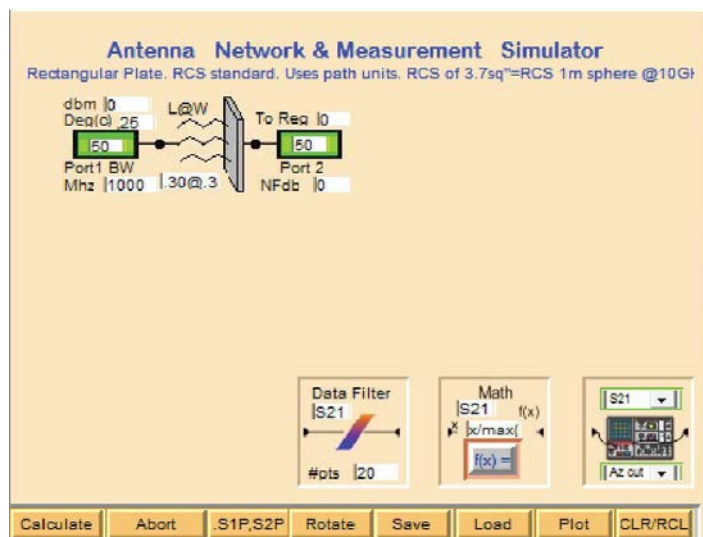 Antenna Network & Measurement Simulator
Rectangular Plate. RCS standard. Uses path units. RCS of 3.7sq"=RCS 1m sphere @10GH
dbm 0
L@W
To Reg 0
Deg(c) .25
50
50
Port1 BW
Port 2
Mhz 1000
.30@.3
NFdb 0
Data Filter
S21
#pts 20
Math
S21 f(x)
x x/max(
f(x) =
S21
Az cut
Calculate Abort .S1P,S2P Rotate Save Load Plot CLR/RCL